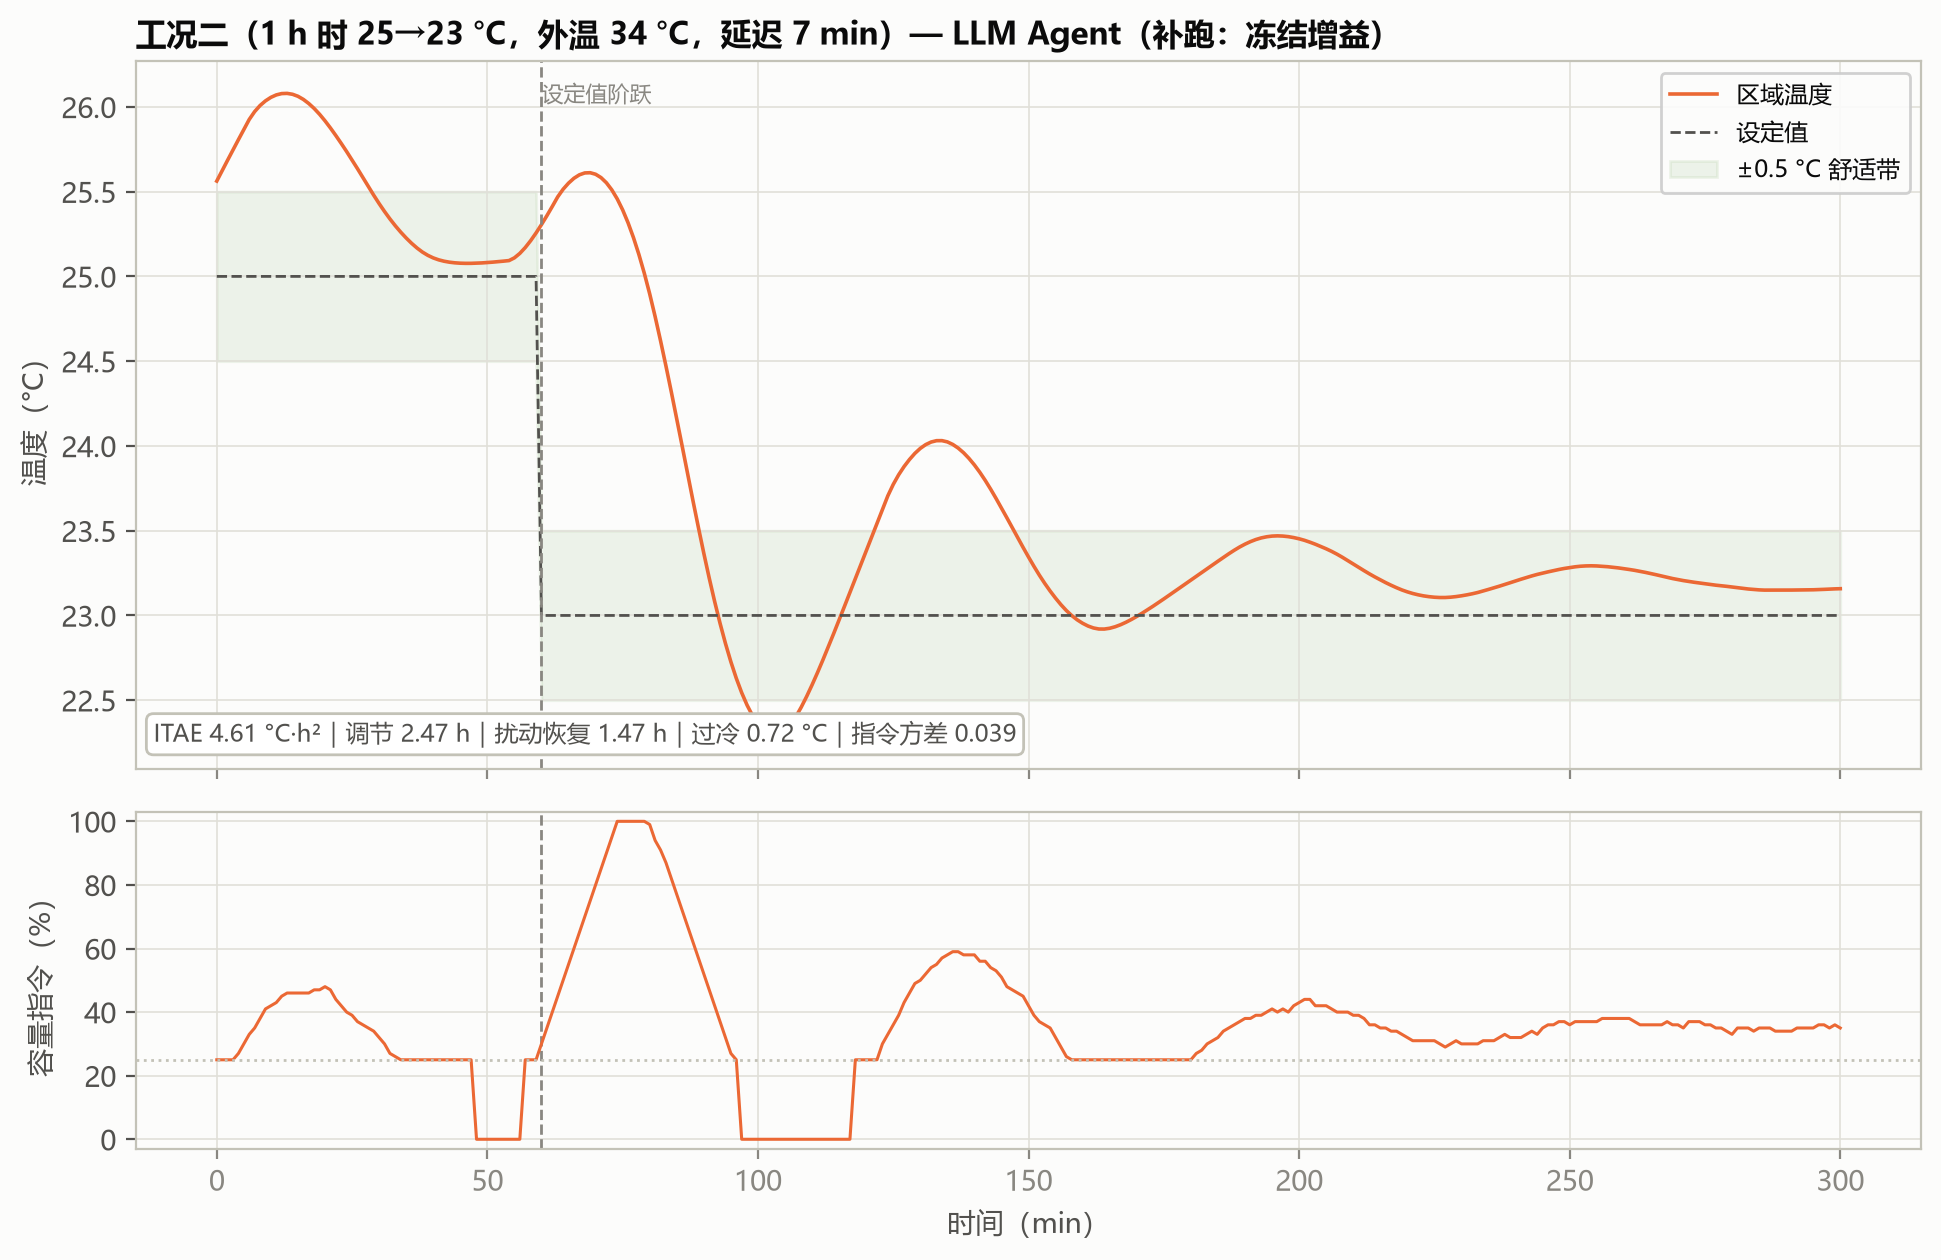 工况二（1 h 时 25→23 °C，外温 34 °C，延迟 7 min）— LLM Agent（补跑：冻结增益）
设定值阶跃
区域温度
设定值
±0.5 °C 舒适带
温度（°C）
26.0
25.5
25.0
24.5
24.0
23.5
23.0
22.5
ITAE 4.61 °C·h² | 调节 2.47 h | 扰动恢复 1.47 h | 过冷 0.72 °C | 指令方差 0.039
容量指令（%）
100
80
60
40
20
0
0 50 100 150 200 250 300
时间（min）